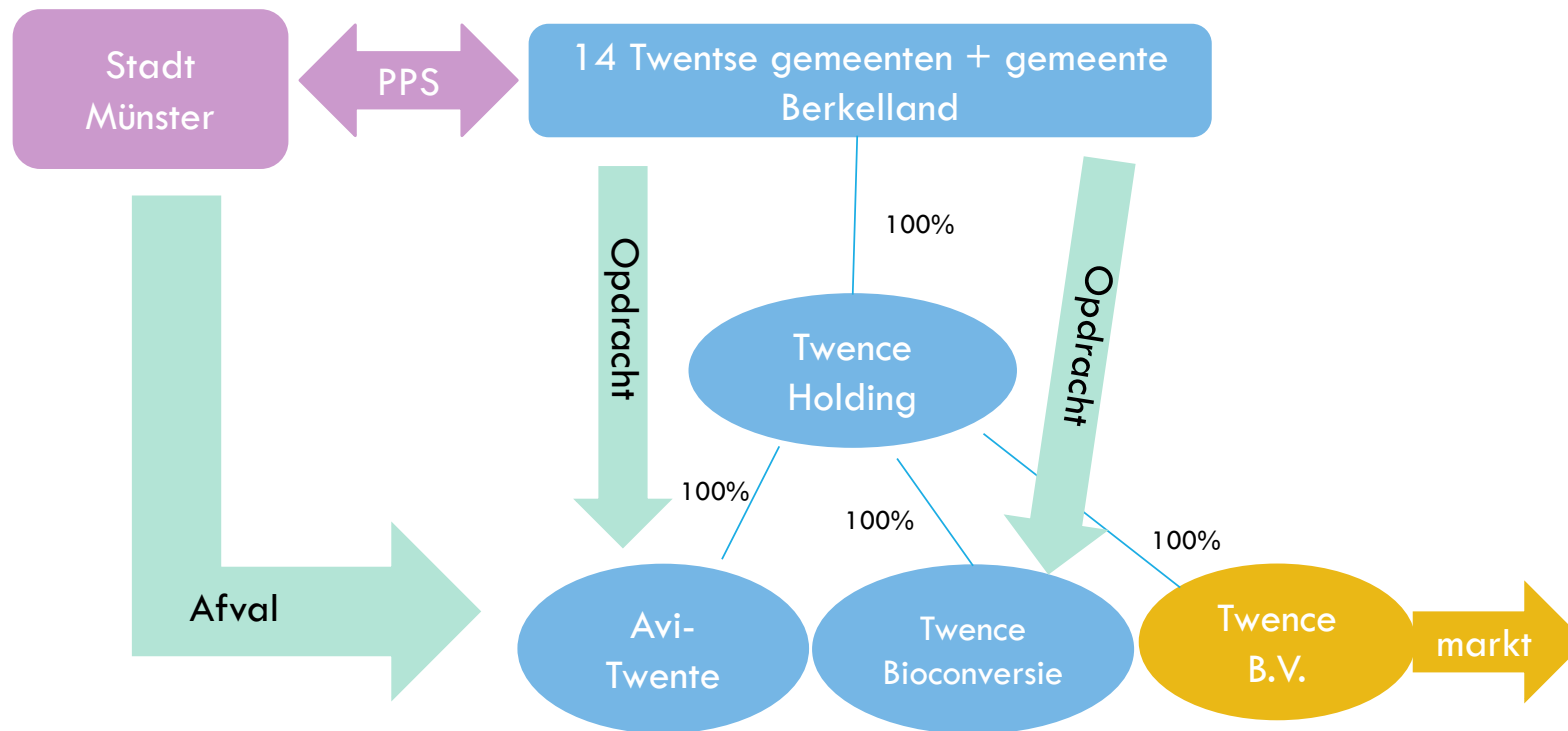 Stadt
Münster
PPS
14 Twentse gemeenten + gemeente
Berkelland
100%
Opdracht
Opdracht
Twence
Holding
100%
100%
100%
Afval
Avi-
Twente
Twence
Bioconversie
Twence
B.V.
markt